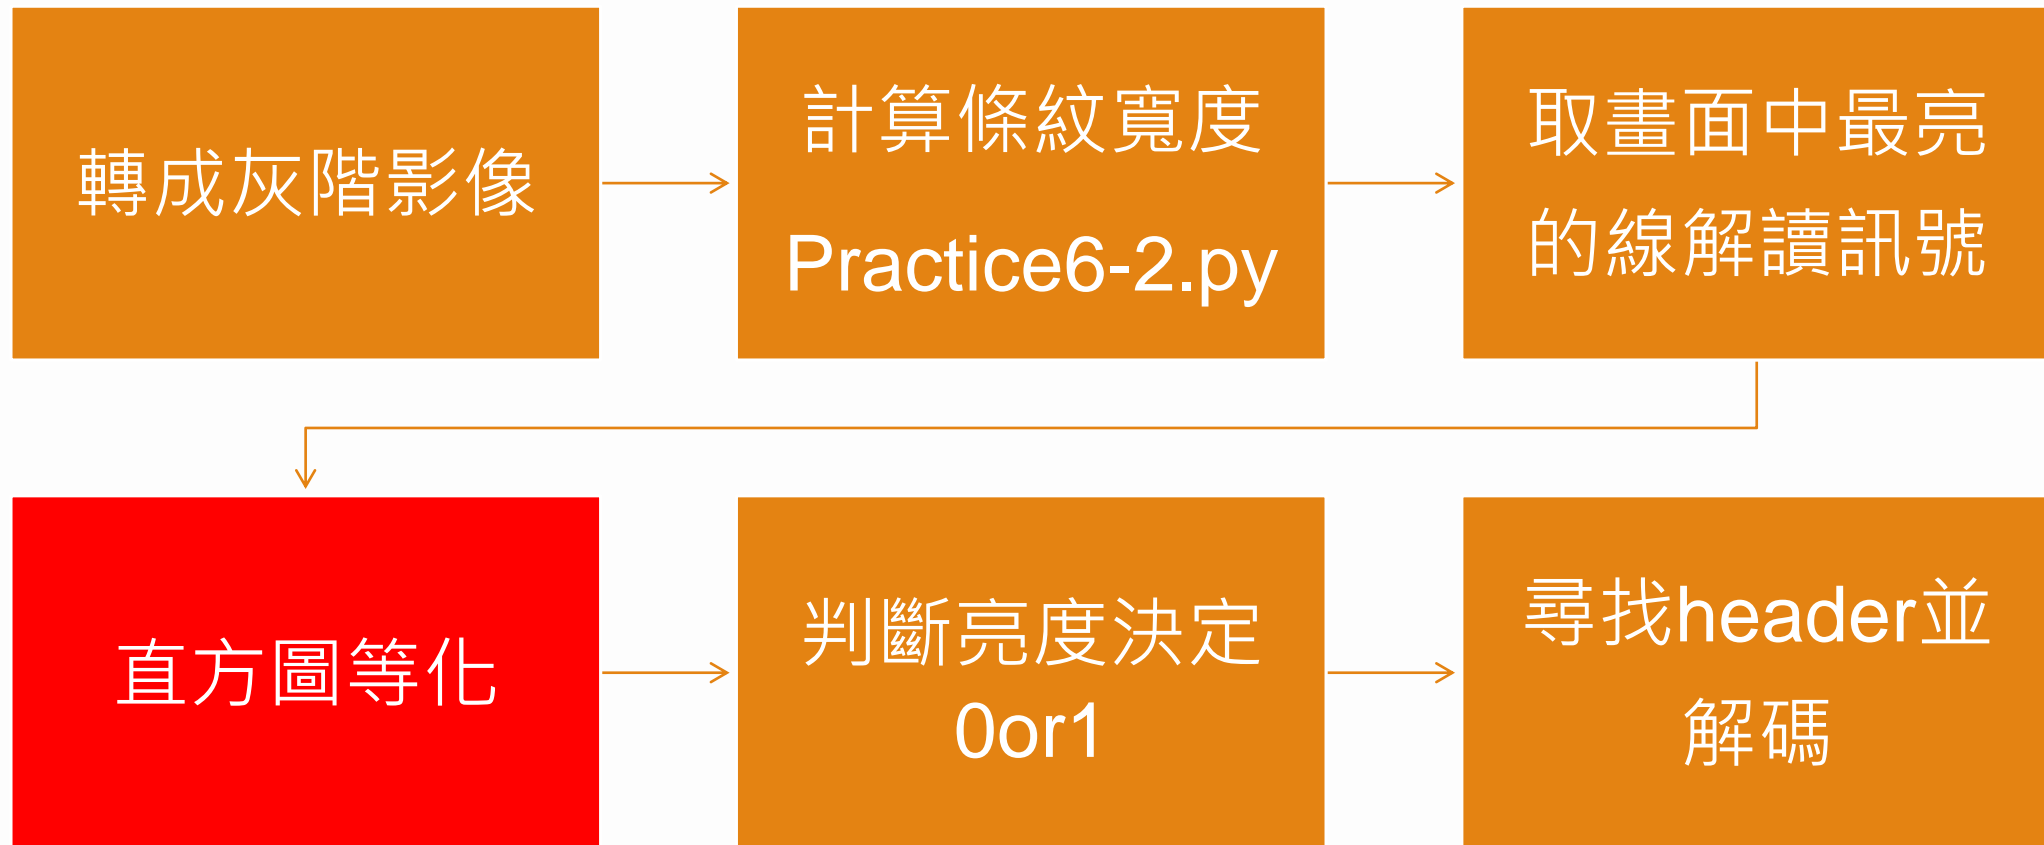 轉成灰階影像
計算條紋寬度
Practice6-2.py
取畫面中最亮
的線解讀訊號
直方圖等化
判斷亮度決定
0or1
尋找header並
解碼